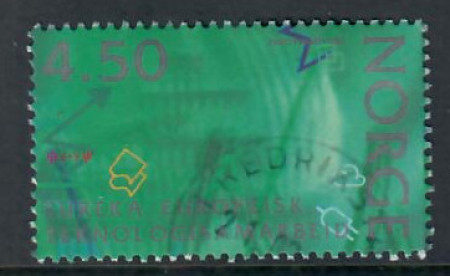 4.50
NORGE
EUREKA EUROPEISK
TEKNOLOGISAMARBEID